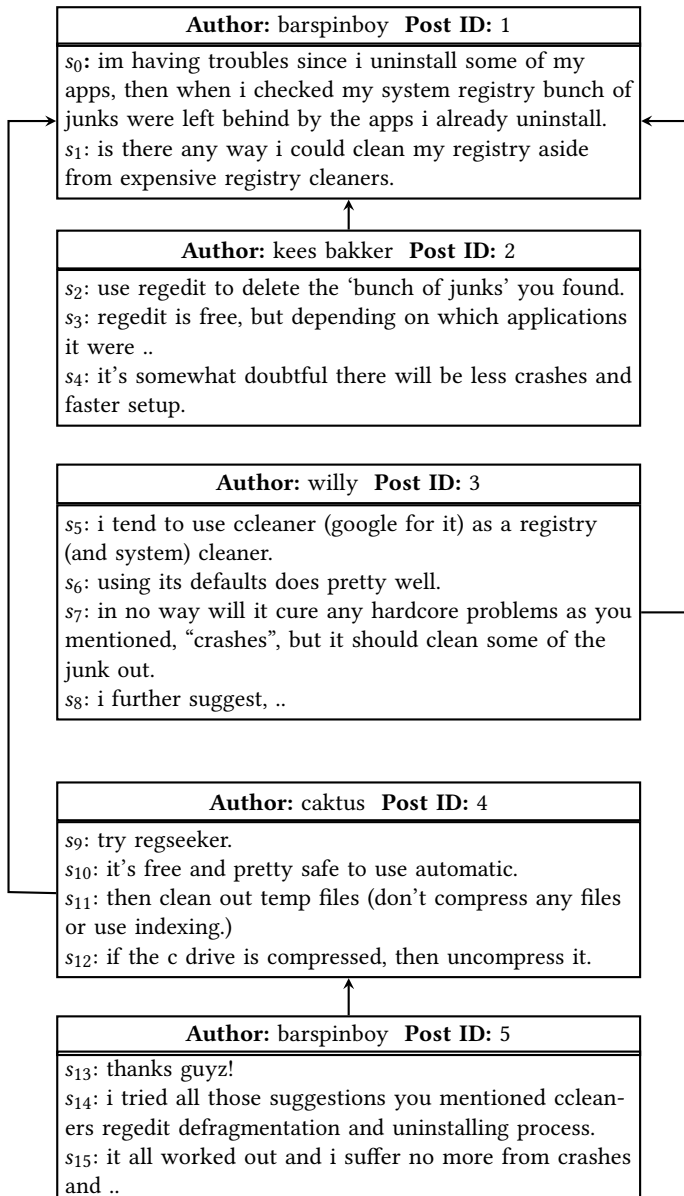 Author: barspinboy Post ID: 1
s0: im having troubles since i uninstall some of my
apps, then when i checked my system registry bunch of
junks were left behind by the apps i already uninstall.
s1: is there any way i could clean my registry aside
from expensive registry cleaners.
Author: kees bakker Post ID: 2
s2: use regedit to delete the ‘bunch of junks’ you found.
s3: regedit is free, but depending on which applications
it were ..
s4: it's somewhat doubtful there will be less crashes and
faster setup.
Author: willy Post ID: 3
s5: i tend to use ccleaner (google for it) as a registry
(and system) cleaner.
s6: using its defaults does pretty well.
s7: in no way will it cure any hardcore problems as you
mentioned, “crashes”, but it should clean some of the
junk out.
s8: i further suggest, ..
Author: caktus Post ID: 4
s9: try regseeker.
s10: it's free and pretty safe to use automatic.
s11: then clean out temp files (don't compress any files
or use indexing.)
s12: if the c drive is compressed, then uncompress it.
Author: barspinboy Post ID: 5
s13: thanks guyz!
s14: i tried all those suggestions you mentioned cclean-
ers regedit defragmentation and uninstalling process.
s15: it all worked out and i suffer no more from crashes
and ..